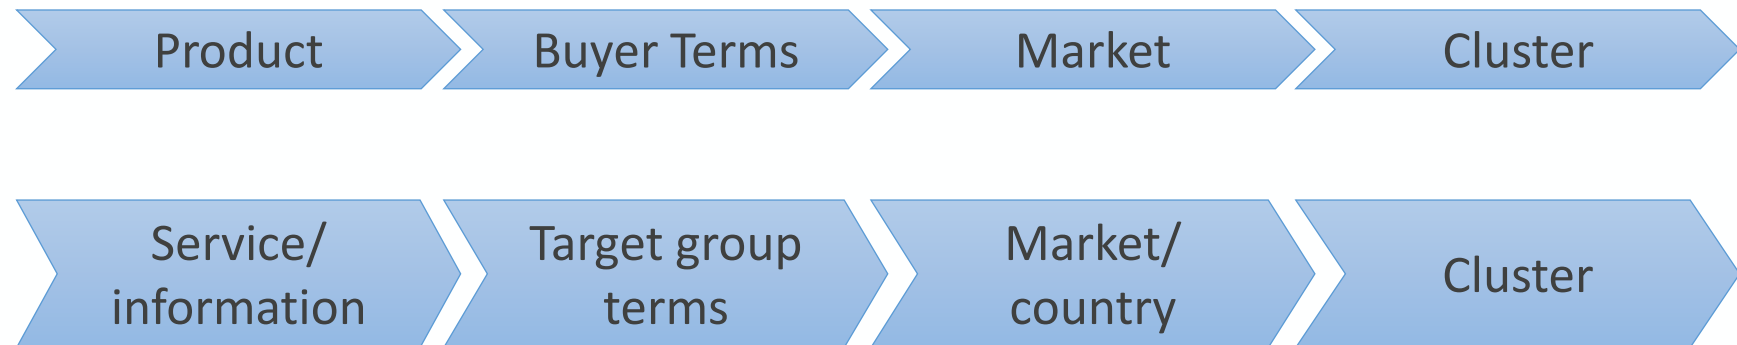 Product
Buyer Terms
Market
Cluster
Service/
information
Target group
terms
Market/
country
Cluster